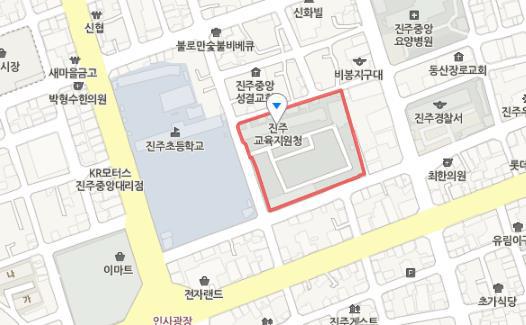 신협
신화빌
진주중앙
요양병원
불로만숯불비베큐
시장
새마을금고
박형수한의원
진주중앙
성결교회
비봉지구대
동산장로교회
진주초등학교
진주
교육지원청
진주경찰서
KR모터스
진주중앙대리점
최한의원
롯데
이마트
나
가
전자랜드
유림이구
초가식당
인사광장
진주게스트
P